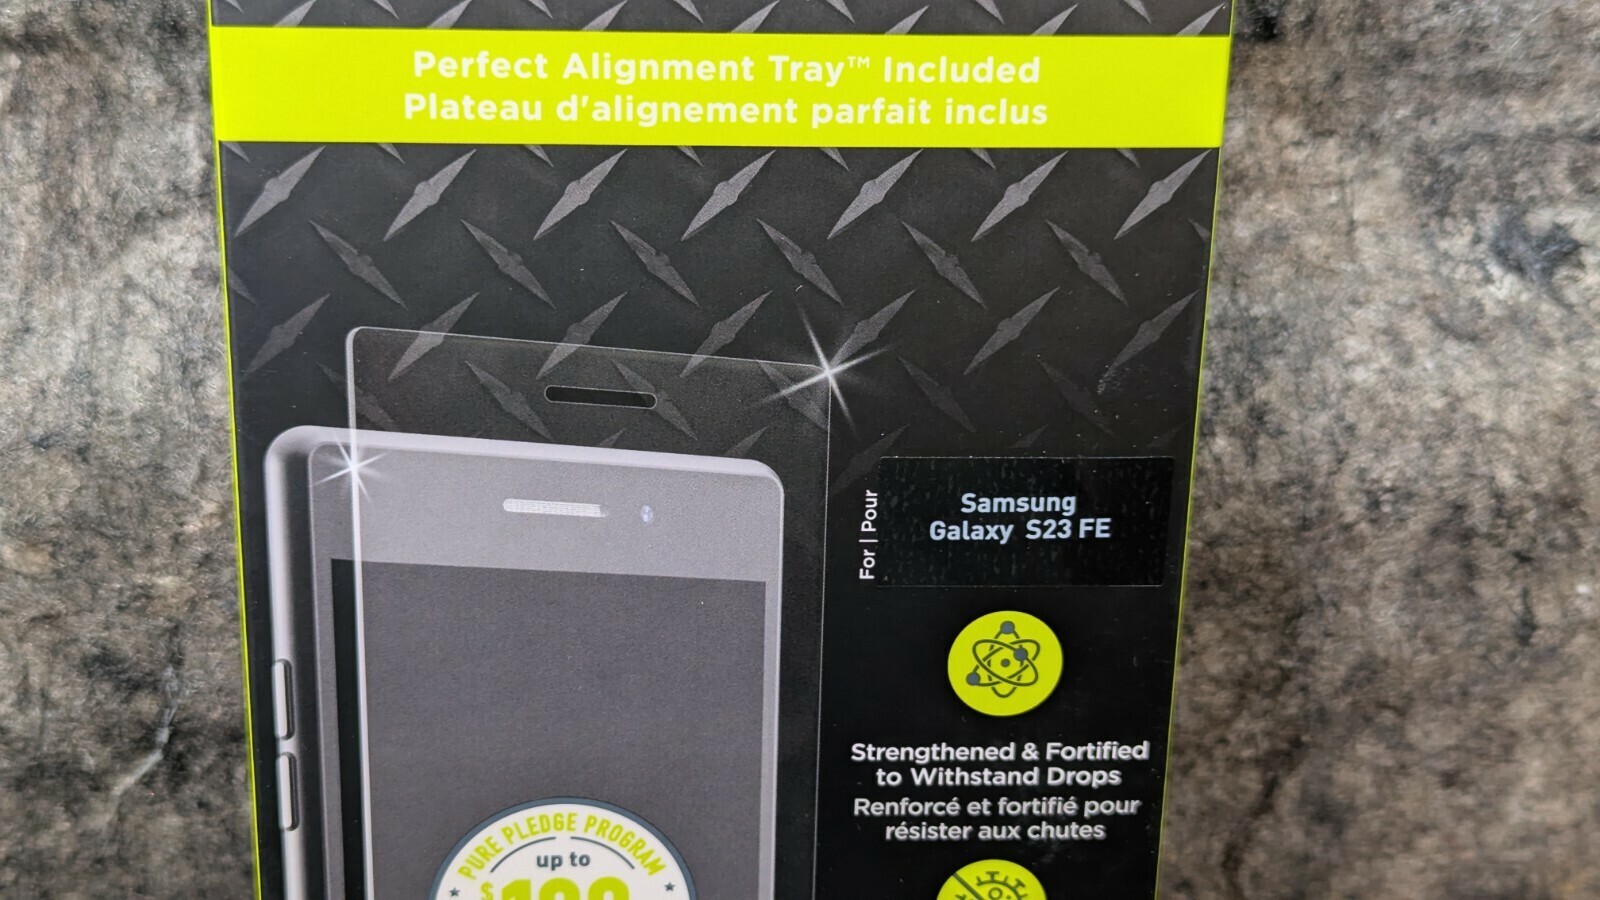 Perfect Alignment Tray™ Included
Plateau d'alignement parfait inclus
For | Pour
Samsung
Galaxy S23 FE
Strengthened & Fortified
to Withstand Drops
Renforcé et fortifié pour
résister aux chutes
PURE PLEDGE PROGRAM
up to